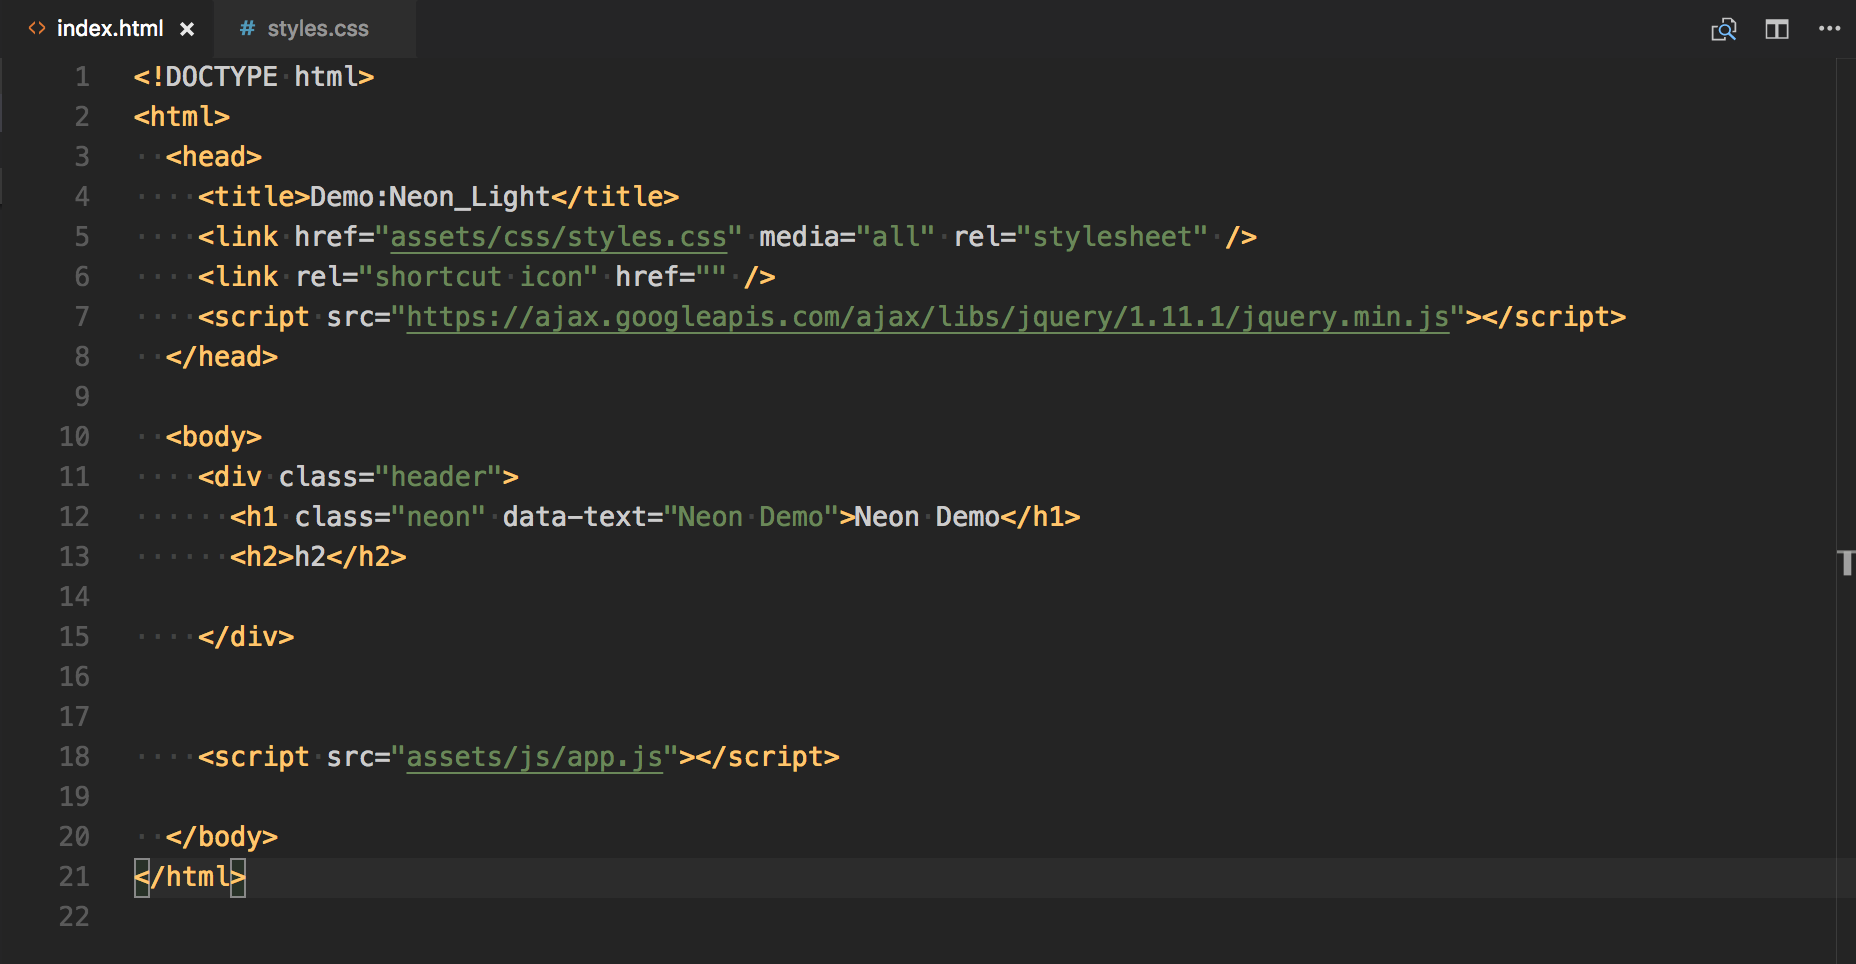 index.html × # styles.css
1 <!DOCTYPE html>
2 <html>
3   <head>
4     <title>Demo:Neon_Light</title>
5     <link href="assets/css/styles.css" media="all" rel="stylesheet" />
6     <link rel="shortcut icon" href="" />
7     <script src="https://ajax.googleapis.com/ajax/libs/jquery/1.11.1/jquery.min.js"></script>
8   </head>
9
10   <body>
11     <div class="header">
12       <h1 class="neon" data-text="Neon Demo">Neon Demo</h1>
13       <h2>h2</h2>
14
15     </div>
16
17
18     <script src="assets/js/app.js"></script>
19
20   </body>
21 </html>
22